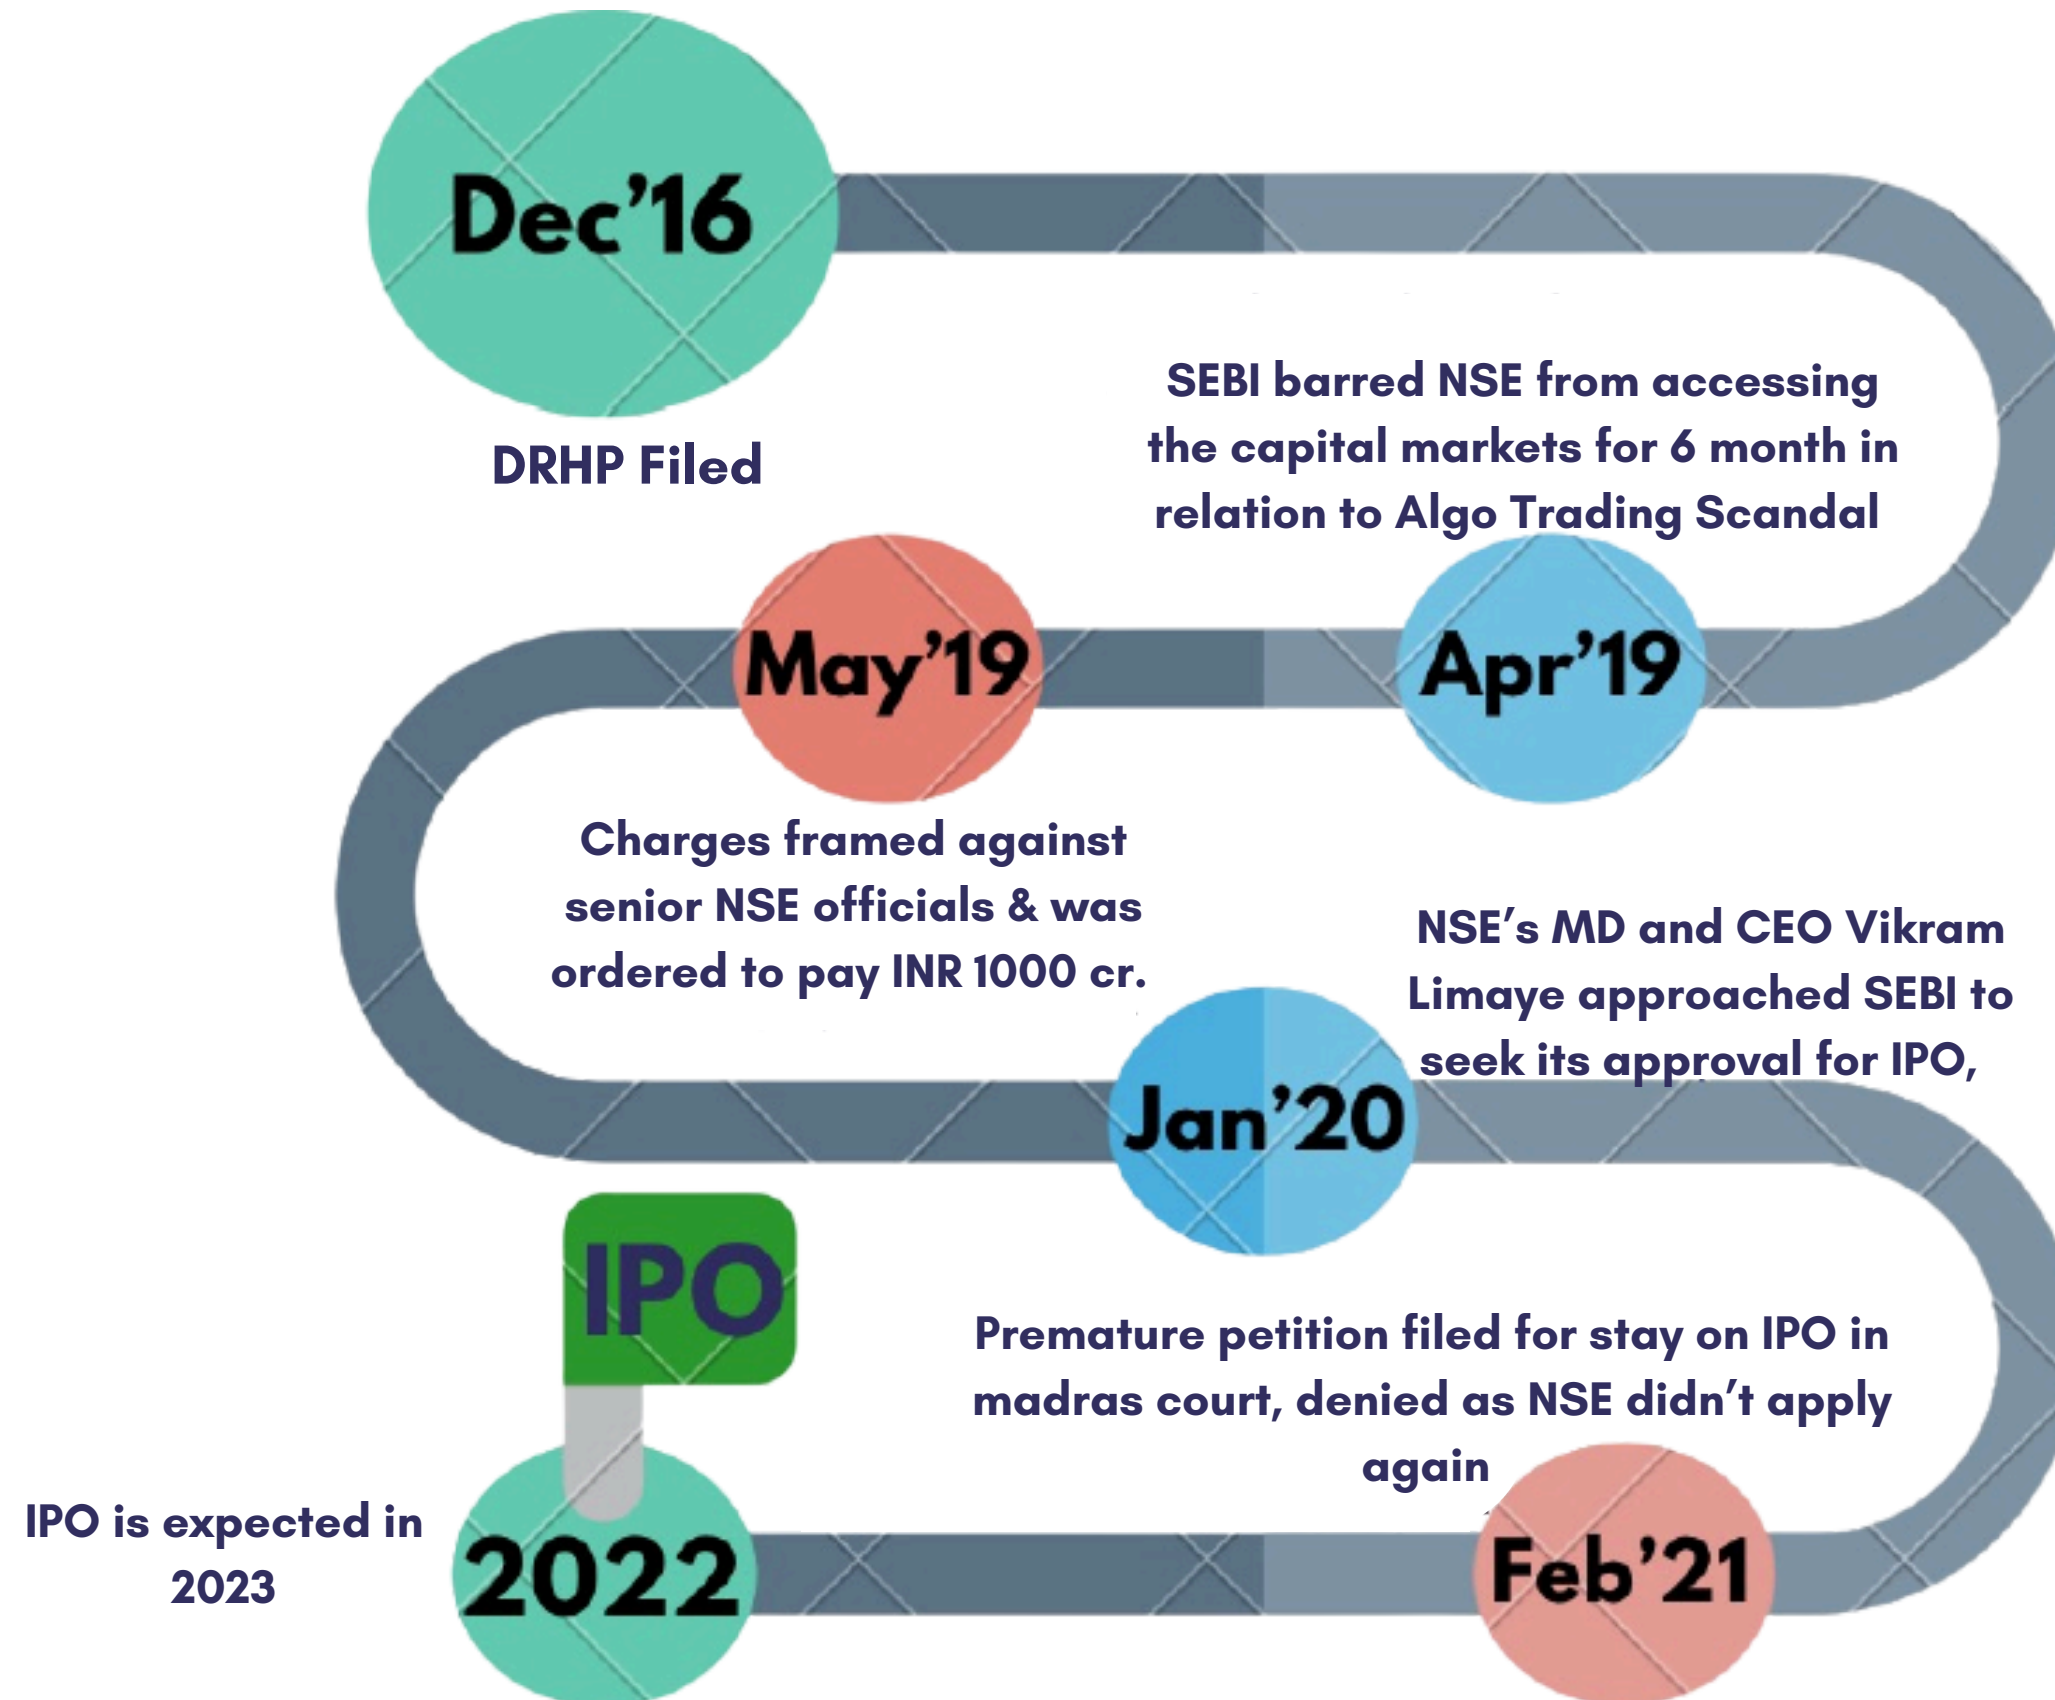 Dec’16
DRHP Filed
SEBI barred NSE from accessing
the capital markets for 6 month in
relation to Algo Trading Scandal
Apr’19
May’19
Charges framed against
senior NSE officials & was
ordered to pay INR 1000 cr.
NSE’s MD and CEO Vikram
Limaye approached SEBI to
seek its approval for IPO,
Jan’20
Premature petition filed for stay on IPO in
madras court, denied as NSE didn’t apply
again
Feb’21
IPO
2022
IPO is expected in
2023